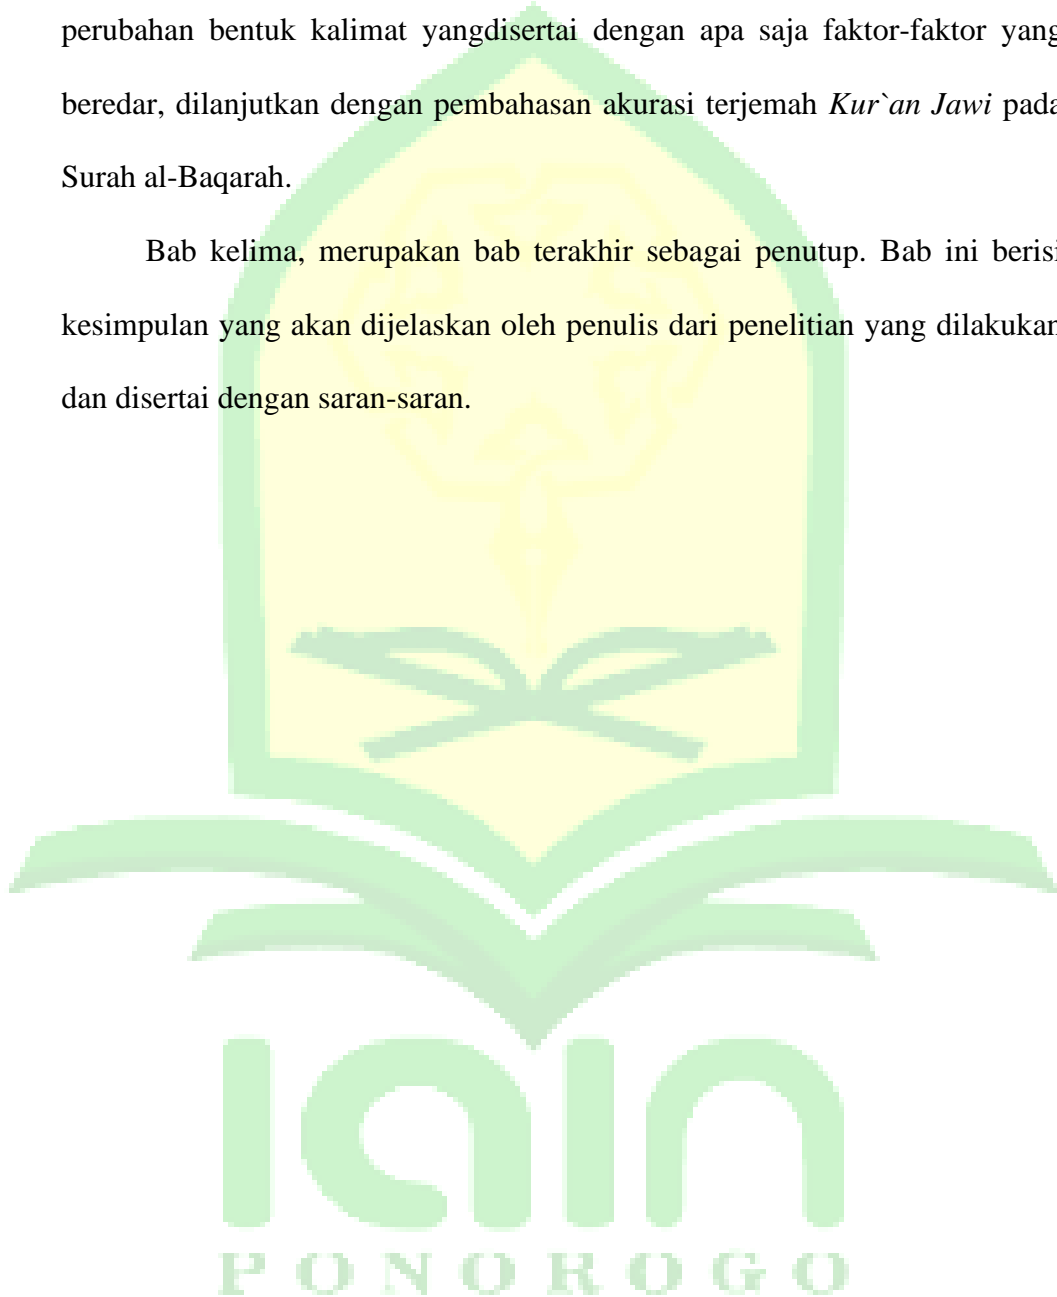 perubahan bentuk kalimat yangdisertai dengan apa saja faktor-faktor yang
beredar, dilanjutkan dengan pembahasan akurasi terjemah Kur`an Jawi pada
Surah al-Baqarah.
Bab kelima, merupakan bab terakhir sebagai penutup. Bab ini berisi
kesimpulan yang akan dijelaskan oleh penulis dari penelitian yang dilakukan
dan disertai dengan saran-saran.
iain
PONOROGO